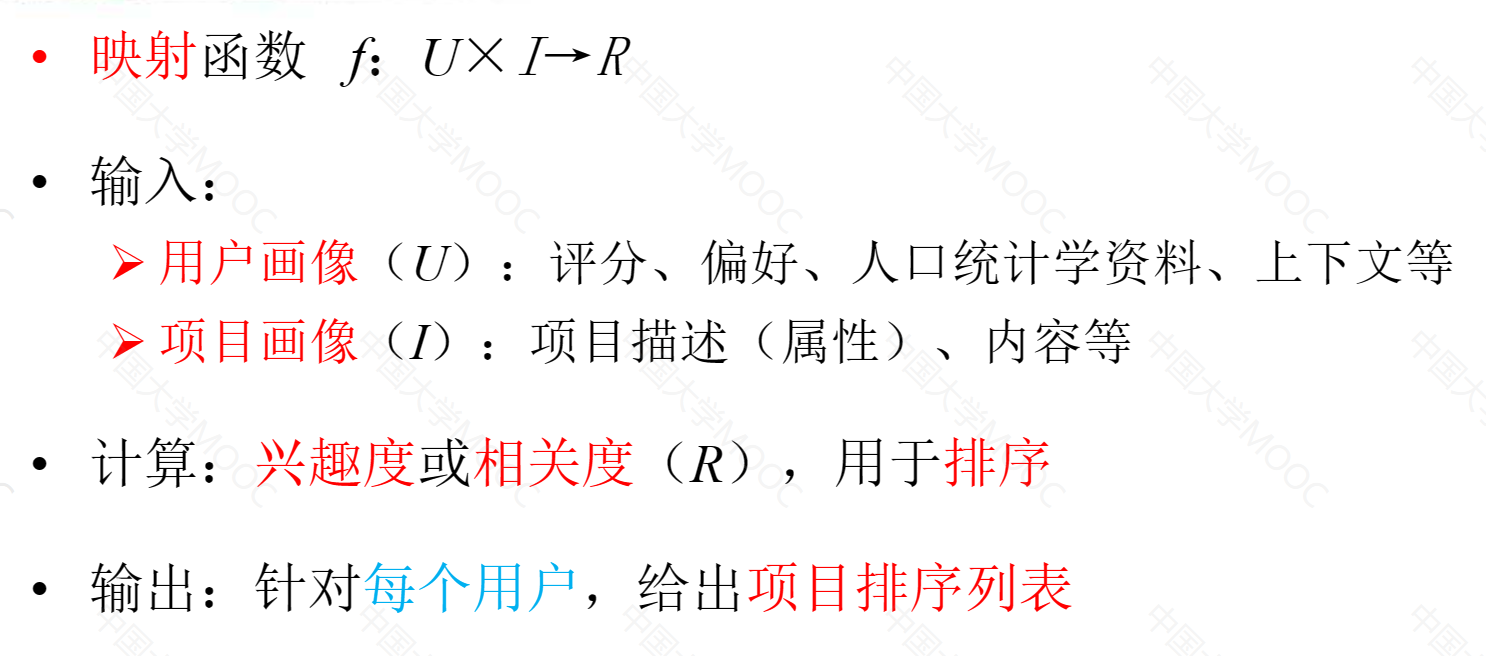 • 映射函数 f：U×I→R
• 输入：
➢ 用户画像（U）：评分、偏好、人口统计学资料、上下文等
➢ 项目画像（I）：项目描述（属性）、内容等
• 计算：兴趣度或相关度（R），用于排序
• 输出：针对每个用户，给出项目排序列表
中国大学MOOC